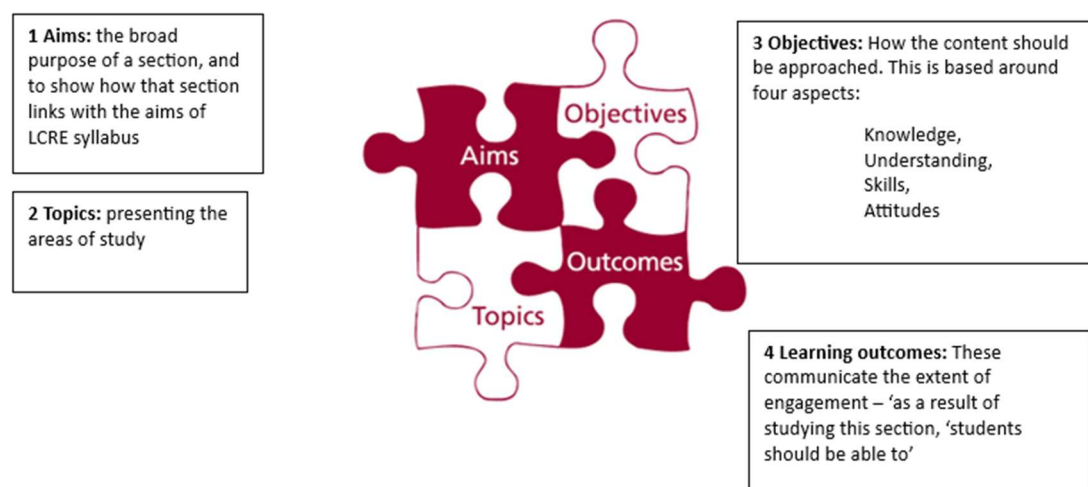 1 Aims: the broad
purpose of a section, and
to show how that section
links with the aims of
LCRE syllabus
2 Topics: presenting the
areas of study
Aims
Objectives
Topics
Outcomes
3 Objectives: How the content should
be approached. This is based around
four aspects:
Knowledge,
Understanding,
Skills,
Attitudes
4 Learning outcomes: These
communicate the extent of
engagement – ‘as a result of
studying this section, ‘students
should be able to’